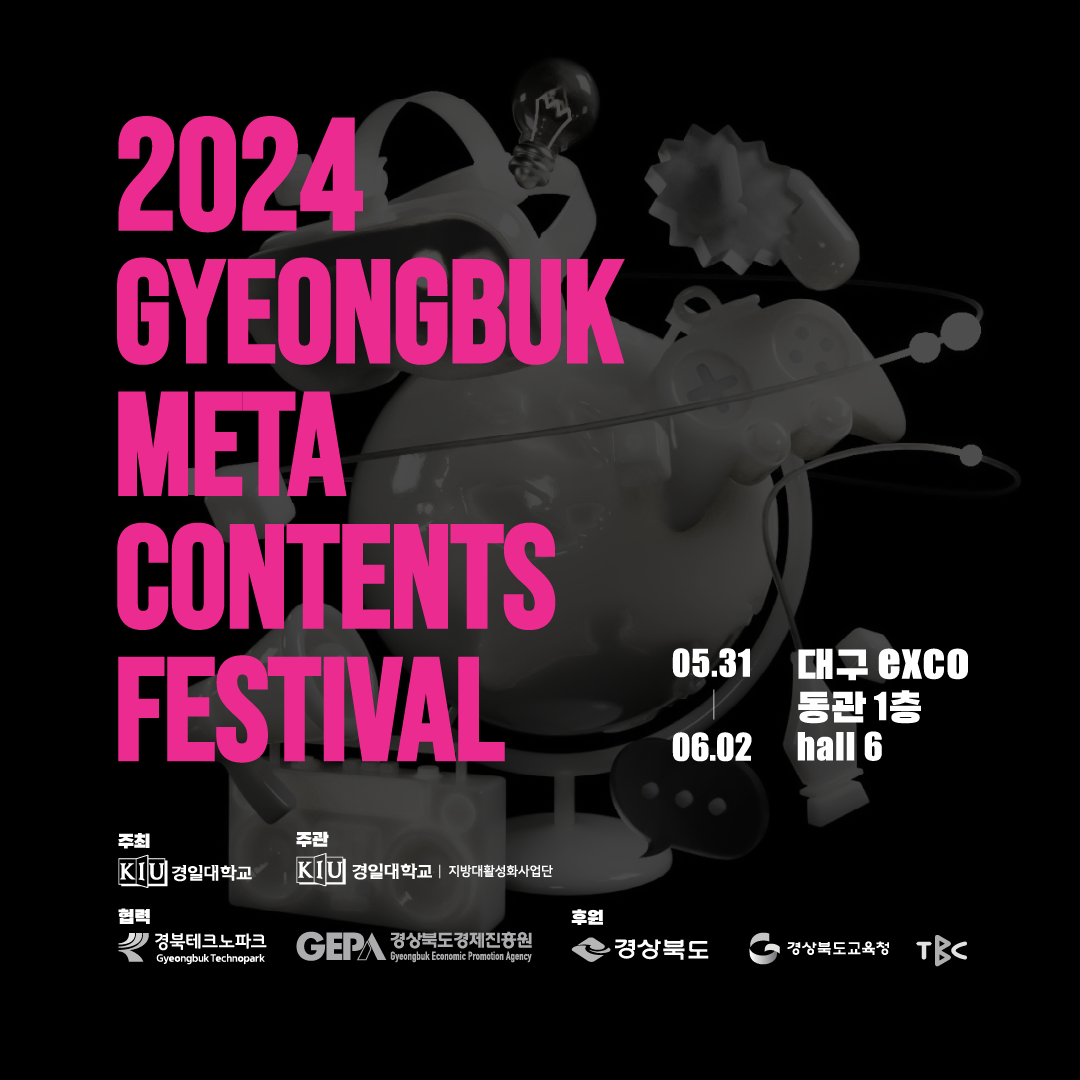 2024
GYEONGBUK
META
CONTENTS
FESTIVAL
05.31
06.02
대구 exco
동관 1층
hall 6
주최
KIU 경일대학교
주관
KIU 경일대학교 | 지방대활성화사업단
협력
경북테크노파크
Gyeongbuk Technopark
GEPA 경상북도경제진흥원
Gyeongbuk Economic Promotion Agency
후원
경상북도
경상북도교육청
TBC